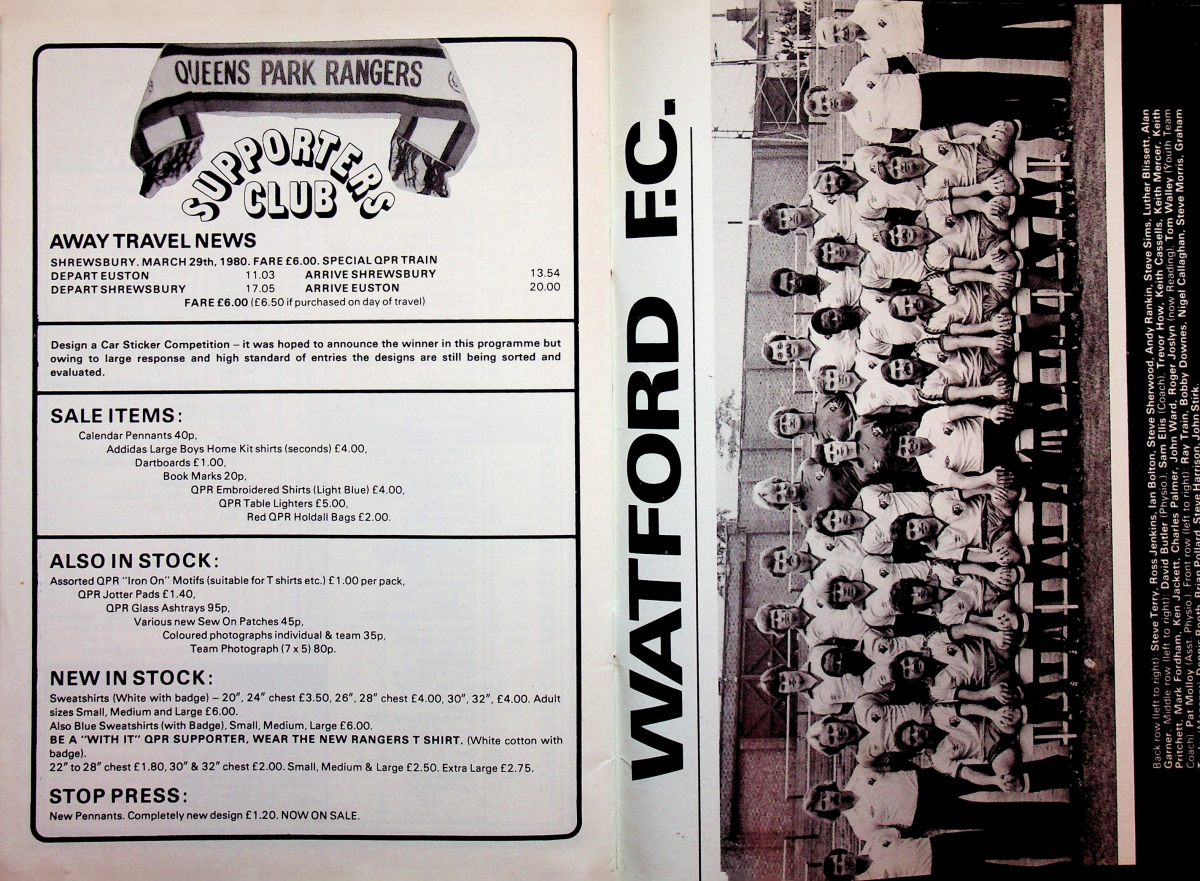 QUEENS PARK RANGERS
SUPPORTERS
CLUB
AWAY TRAVEL NEWS
SHREWSBURY. MARCH 29th, 1980. FARE £6.00. SPECIAL QPR TRAIN
DEPART EUSTON 11.03 ARRIVE SHREWSBURY 13.54
DEPART SHREWSBURY 17.05 ARRIVE EUSTON 20.00
FARE £6.00 (£6.50 if purchased on day of travel)
Design a Car Sticker Competition – it was hoped to announce the winner in this programme but
owing to large response and high standard of entries the designs are still being sorted and
evaluated.
SALE ITEMS:
Calendar Pennants 40p,
Addidas Large Boys Home Kit shirts (seconds) £4.00,
Dartboards £1.00,
Book Marks 20p,
QPR Embroidered Shirts (Light Blue) £4.00,
QPR Table Lighters £5.00,
Red QPR Holdall Bags £2.00.
ALSO IN STOCK:
Assorted QPR "Iron On" Motifs (suitable for T shirts etc.) £1.00 per pack,
QPR Jotter Pads £1.40,
QPR Glass Ashtrays 95p,
Various new Sew On Patches 45p,
Coloured photographs individual & team 35p,
Team Photograph (7 x 5) 80p.
NEW IN STOCK:
Sweatshirts (White with badge) – 20", 24" chest £3.50, 26", 28" chest £4.00, 30", 32", £4.00. Adult
sizes Small, Medium and Large £6.00.
Also Blue Sweatshirts (with Badge), Small, Medium, Large £6.00.
BE A "WITH IT" QPR SUPPORTER, WEAR THE NEW RANGERS T SHIRT. (White cotton with
badge).
22" to 28" chest £1.80, 30" & 32" chest £2.00. Small, Medium & Large £2.50. Extra Large £2.75.
STOP PRESS:
New Pennants. Completely new design £1.20. NOW ON SALE.
WATFORD F.C.
Back row (left to right): Steve Terry, Ross Jenkins, Ian Bolton, Steve Sherwood, Andy Rankin, Steve Sims, Luther Blissett, Alan
Garner. Middle row (left to right): David Butler (Physio.), Sam Ellis (Coach), Trevor How, Keith Cassells, Keith Mercer, Keith
Pritchett, Mark Fordham, Ken Jackett, Charles Palmer, John Ward, Roger Joslyn (now Reading), Tom Walley (Youth Team
Coach), Pat Molloy (Asst. Physio.). Front row (left to right): Ray Train, Bobby Downes, Nigel Callaghan, Steve Morris, Graham
Brian Pollard, Steve Harrison, John Stirk.